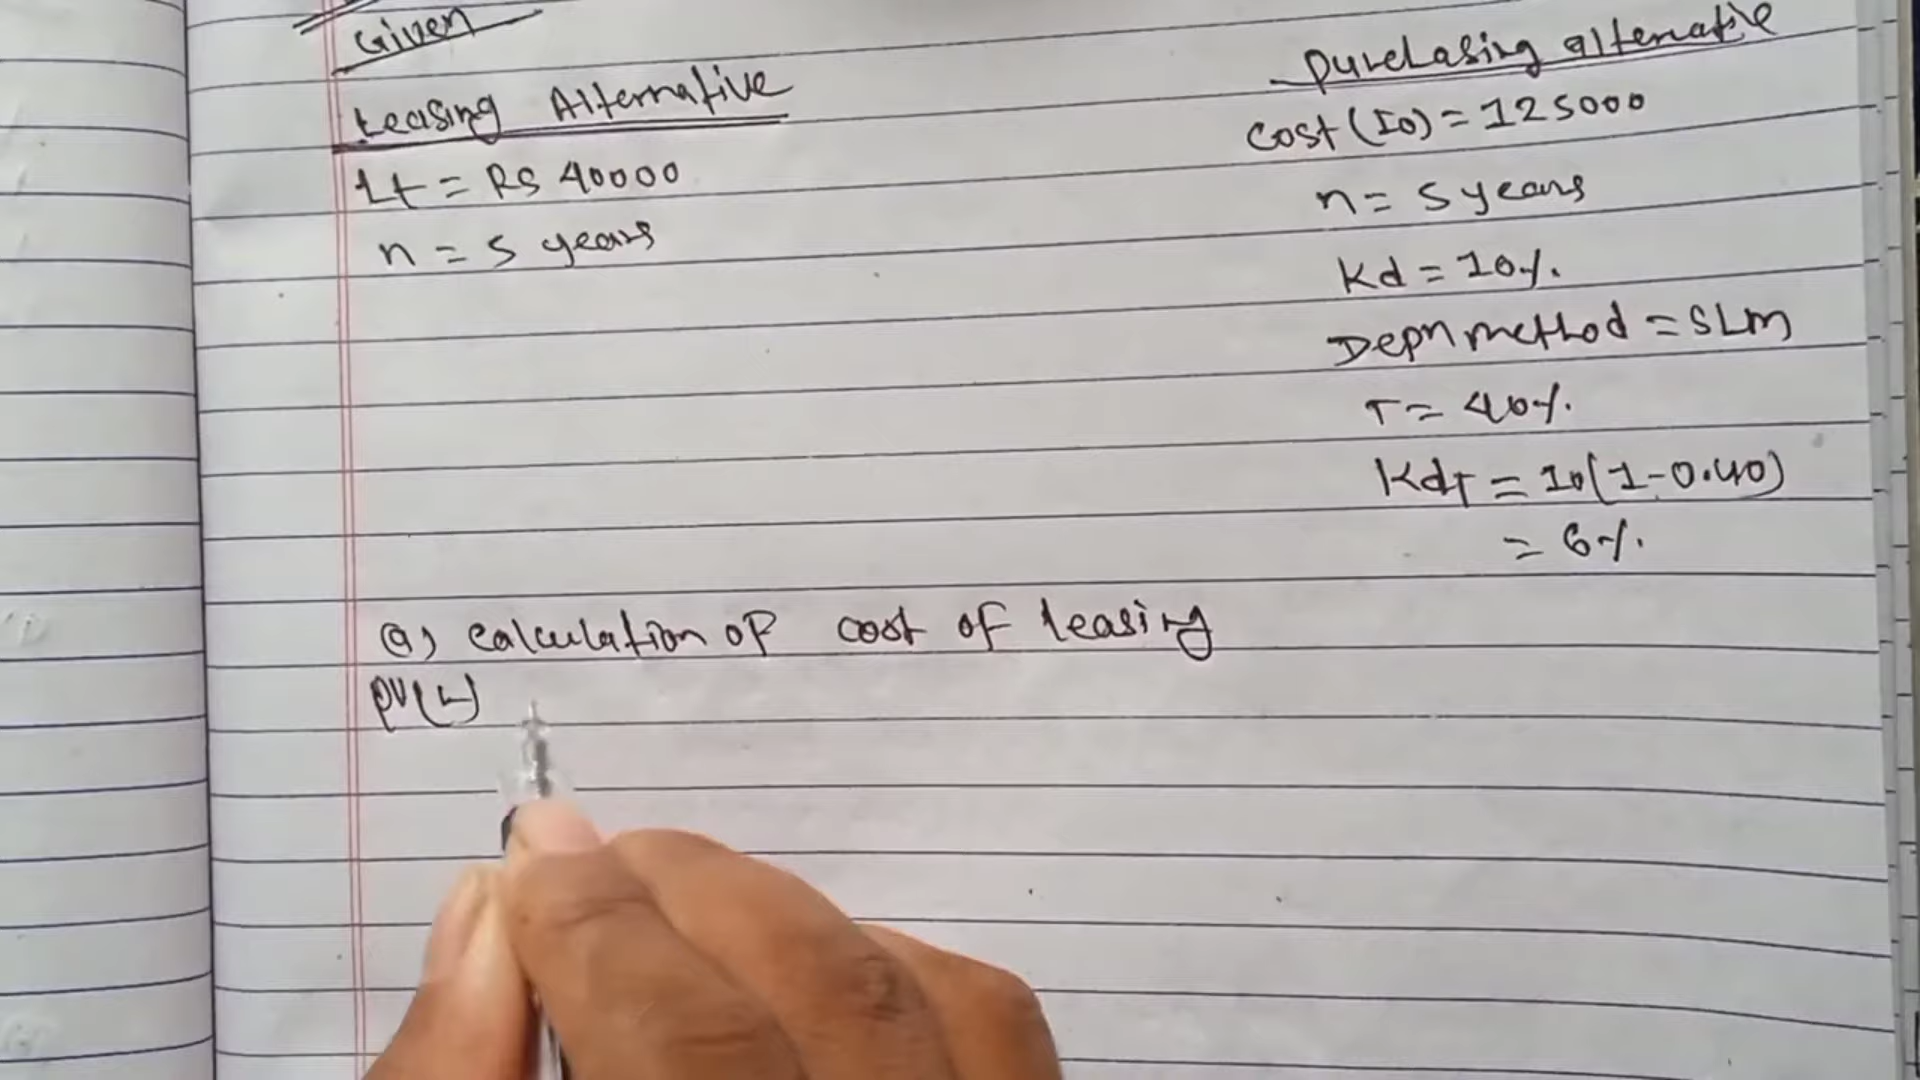 Given
Leasing Alternative
Lt = RS 40000
n = 5 years
purchasing alternative
Cost (I0) = 125000
n = 5 years
Kd = 10%.
Depn method = SLM
T = 40%.
KdT = 10(1-0.40)
= 6%.
a) calculation of cost of leasing
PV(L)